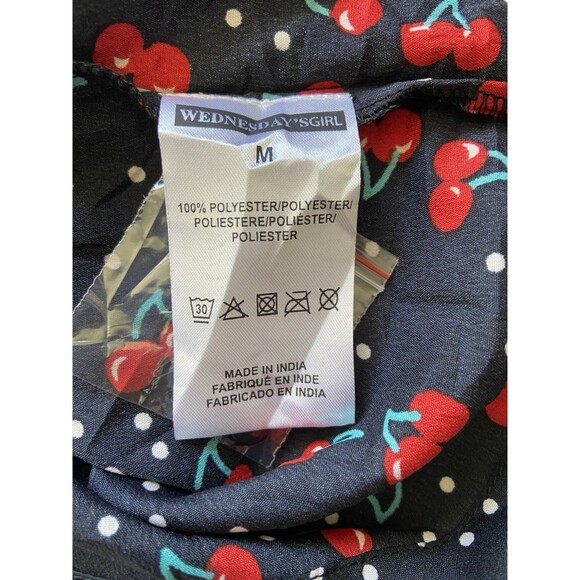 WEDNESDAY'SGIRL
M
100% POLYESTER/POLYESTER/
POLIESTERE/POLIÉSTER/
POLIESTER
30
MADE IN INDIA
FABRIQUÉ EN INDE
FABRICADO EN INDIA